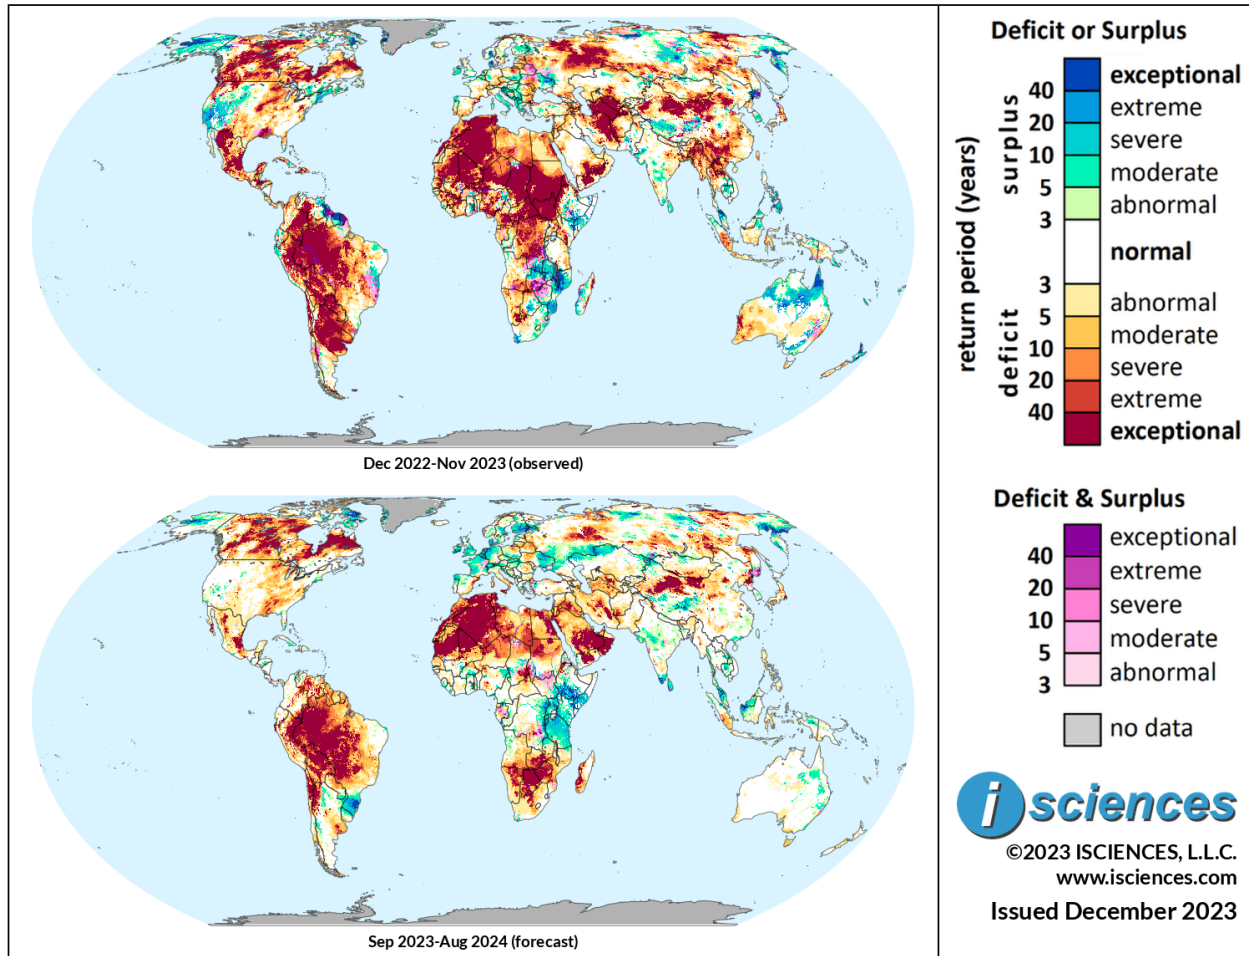 Dec 2022-Nov 2023 (observed)
Sep 2023-Aug 2024 (forecast)
Deficit or Surplus
return period (years)
surplus
deficit
exceptional
40
extreme
20
severe
10
moderate
5
abnormal
3
normal
3
abnormal
5
moderate
10
severe
20
extreme
40
exceptional
Deficit & Surplus
exceptional
40
extreme
20
severe
10
moderate
5
abnormal
3
no data
i sciences
©2023 ISCIENCES, L.L.C.
www.isciences.com
Issued December 2023